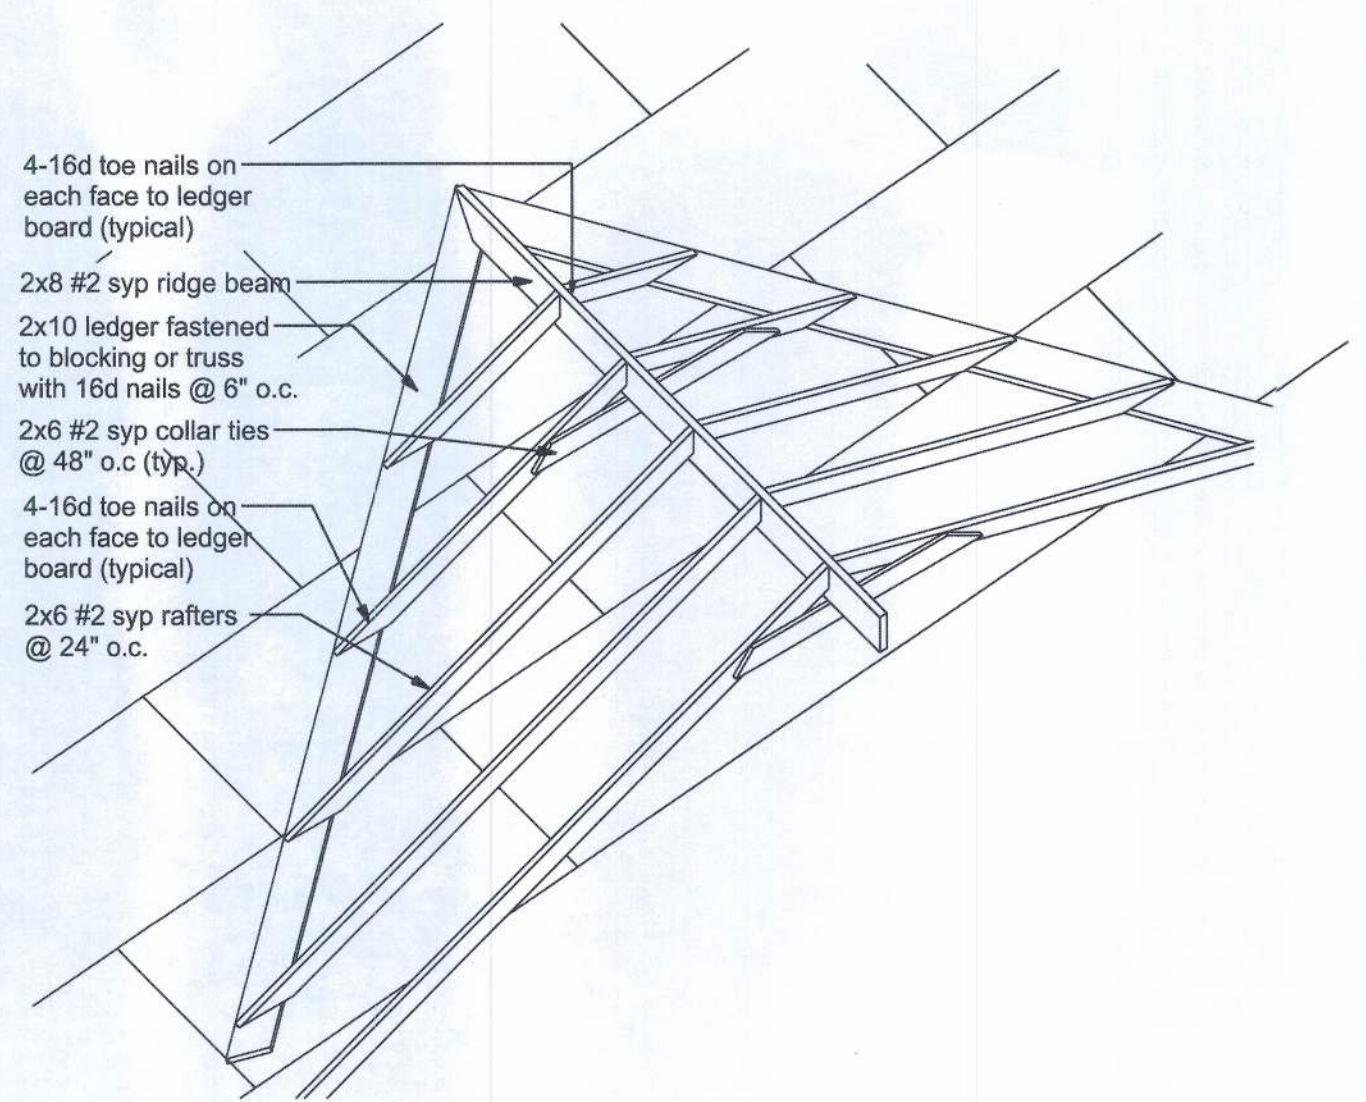 4-16d toe nails on
each face to ledger
board (typical)
2x8 #2 syp ridge beam
2x10 ledger fastened
to blocking or truss
with 16d nails @ 6" o.c.
2x6 #2 syp collar ties
@ 48" o.c (typ.)
4-16d toe nails on
each face to ledger
board (typical)
2x6 #2 syp rafters
@ 24" o.c.